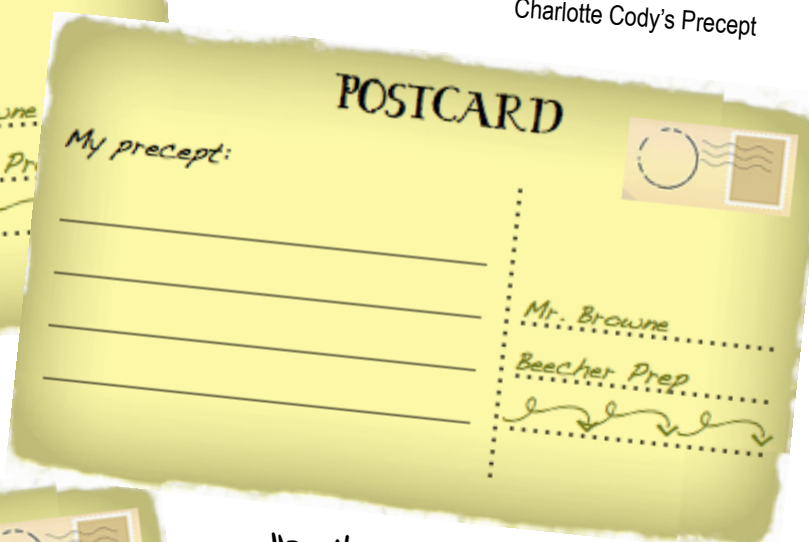 Charlotte Cody’s Precept
POSTCARD
My precept:
Mr. Browne
Beecher Prep